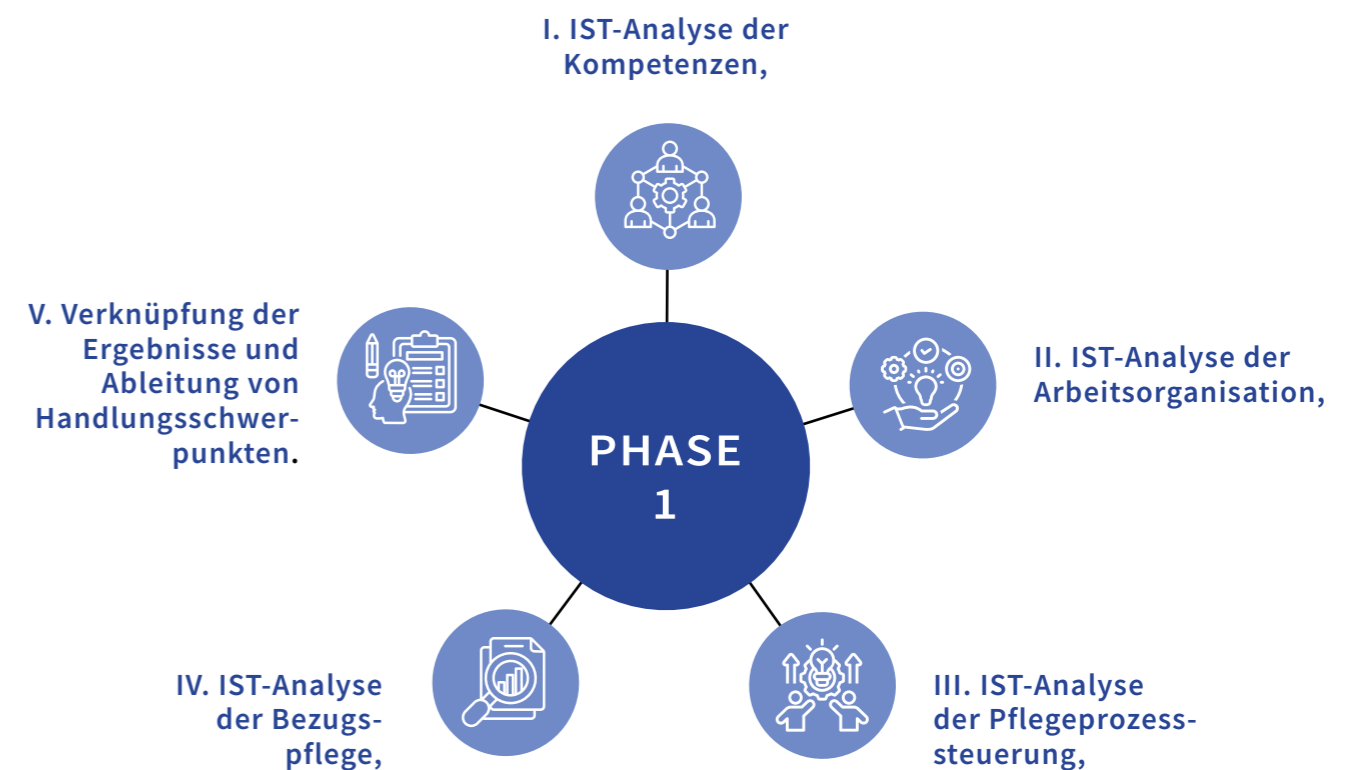 I. IST-Analyse der
Kompetenzen,
II. IST-Analyse der
Arbeitsorganisation,
III. IST-Analyse
der Pflegeprozess-
steuerung,
IV. IST-Analyse
der Bezugs-
pflege,
V. Verknüpfung der
Ergebnisse und
Ableitung von
Handlungsschwer-
punkten.
PHASE
1